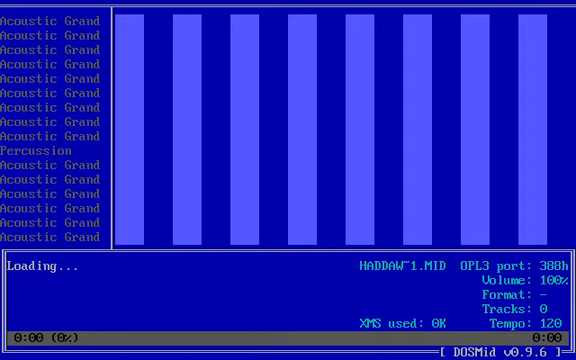 Acoustic Grand
Acoustic Grand
Acoustic Grand
Acoustic Grand
Acoustic Grand
Acoustic Grand
Acoustic Grand
Acoustic Grand
Acoustic Grand
Percussion
Acoustic Grand
Acoustic Grand
Acoustic Grand
Acoustic Grand
Acoustic Grand
Acoustic Grand
Loading... HADDAW~1.MID OPL3 port: 388h
Volume: 100%
Format: -
Tracks: 0
XMS used: 0K Tempo: 120
0:00 (0%) 0:00
[ DOSMid v0.9.6 ]